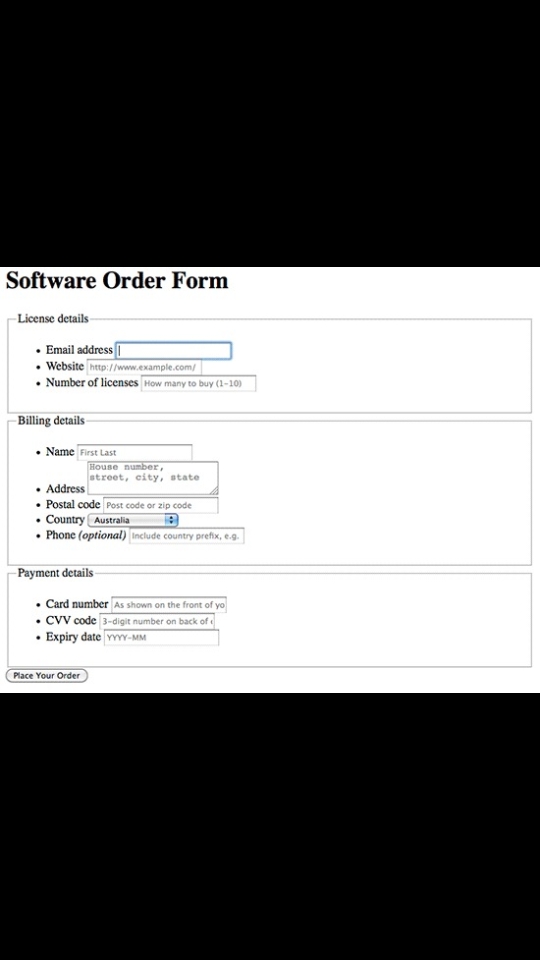 Software Order Form
License details
• Email address
• Website http://www.example.com/
• Number of licenses How many to buy (1-10)
Billing details
• Name First Last
House number,
street, city, state
• Address
• Postal code Post code or zip code
• Country Australia
• Phone (optional) Include country prefix, e.g.
Payment details
• Card number As shown on the front of yo
• CVV code 3-digit number on back of
• Expiry date YYYY-MM
Place Your Order